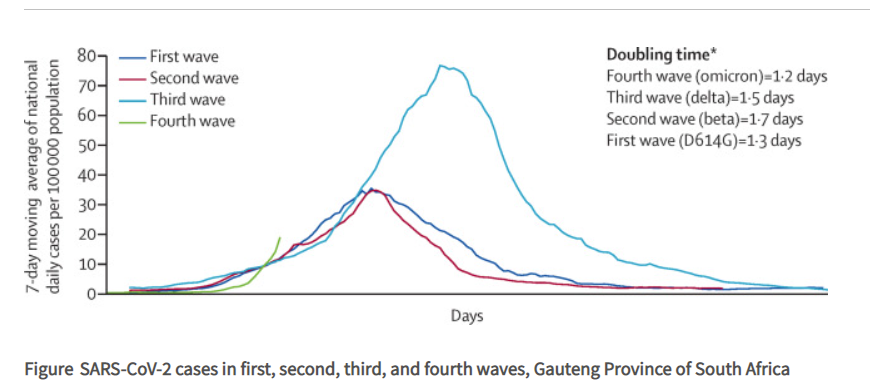 7-day moving average of national
daily cases per 100 000 population
80
70
60
50
40
30
20
10
0
First wave
Second wave
Third wave
Fourth wave
Doubling time*
Fourth wave (omicron)=1·2 days
Third wave (delta)=1·5 days
Second wave (beta)=1·7 days
First wave (D614G)=1·3 days
Days
Figure SARS-CoV-2 cases in first, second, third, and fourth waves, Gauteng Province of South Africa